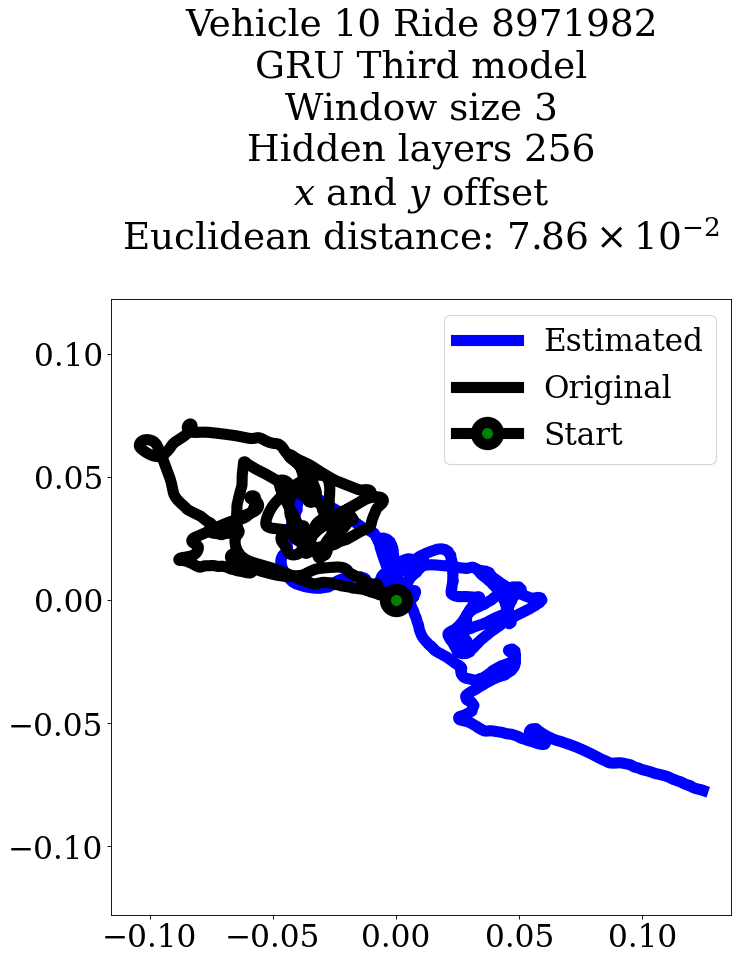 Vehicle 10 Ride 8971982
GRU Third model
Window size 3
Hidden layers 256
x and y offset
Euclidean distance: 7.86 × 10⁻²
Estimated
Original
Start
0.10
0.05
0.00
−0.05
−0.10
−0.10 −0.05 0.00 0.05 0.10